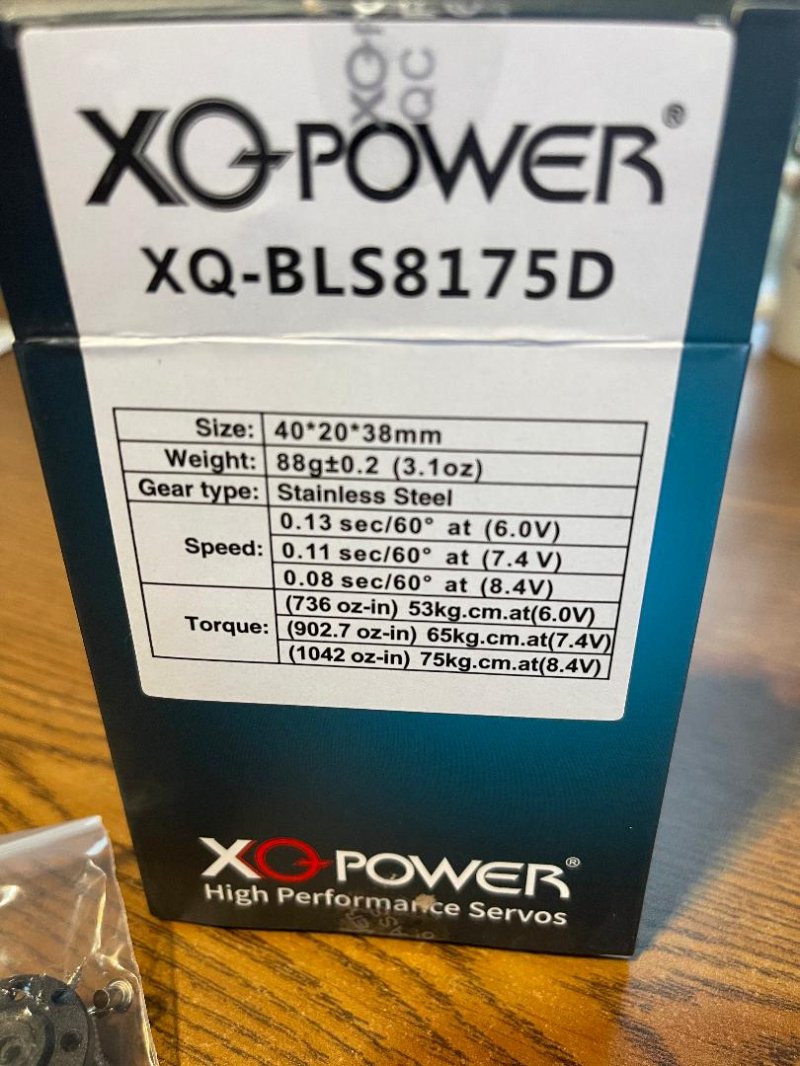 XQ-POWER®
XQ
QC
XQ-BLS8175D
Size: 40*20*38mm
Weight: 88g±0.2 (3.1oz)
Gear type: Stainless Steel
Speed: 0.13 sec/60° at (6.0V)
0.11 sec/60° at (7.4 V)
0.08 sec/60° at (8.4V)
Torque: (736 oz-in) 53kg.cm.at(6.0V)
(902.7 oz-in) 65kg.cm.at(7.4V)
(1042 oz-in) 75kg.cm.at(8.4V)
XQ-POWER®
High Performance Servos